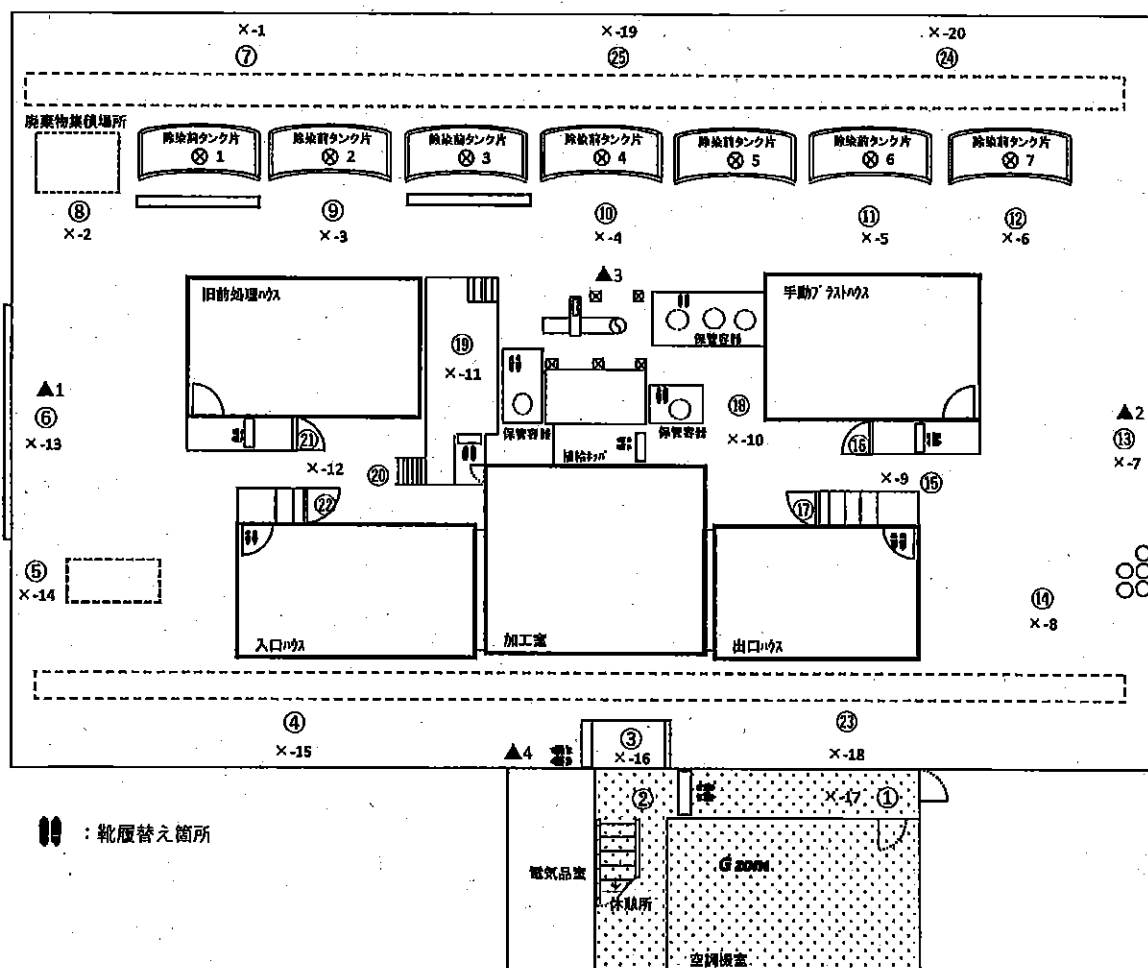 ×-1 ×-19 ×-20
⑦ ㉕ ㉔
廃棄物集積場所
除染前タンク片 除染前タンク片 除染前タンク片 除染前タンク片 除染前タンク片 除染前タンク片 除染前タンク片
⊗ 1 ⊗ 2 ⊗ 3 ⊗ 4 ⊗ 5 ⊗ 6 ⊗ 7
⑧ ⑨ ⑩ ⑪ ⑫
×-2 ×-3 ×-4 ×-5 ×-6
▲3
旧前処理ハウス 手動ブラストハウス
保管容器
⑲
×-11
▲1 ▲2
⑥ ⑱ ⑬
×-13 ×-10 ×-7
保管容器 保管容器
㉑ ⑯
×-12 ⑳ ×-9 ⑮
㉒ ⑰
⑤ ⑭
×-14 ×-8
入口ハウス 加工室 出口ハウス
④ ③ ㉓
×-15 ▲4 ×-16 ×-18
② ×-17 ①
:靴履替え箇所
電気品室 G zone
休憩所
空調機室